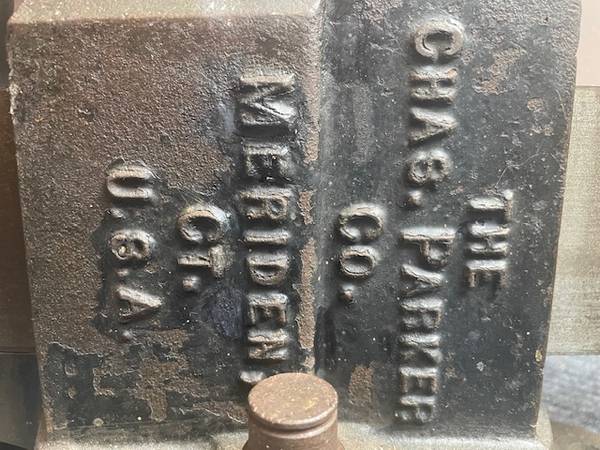 THE
CHAS. PARKER
CO.
MERIDEN,
CT.
U.S.A.